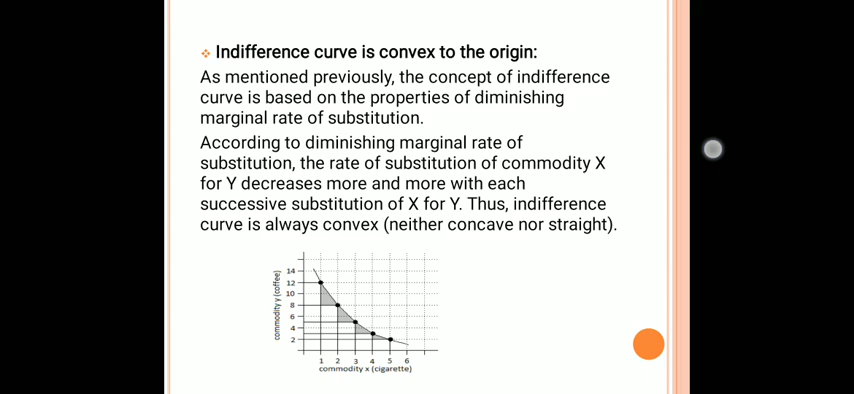 Indifference curve is convex to the origin:
As mentioned previously, the concept of indifference
curve is based on the properties of diminishing
marginal rate of substitution.
According to diminishing marginal rate of
substitution, the rate of substitution of commodity X
for Y decreases more and more with each
successive substitution of X for Y. Thus, indifference
curve is always convex (neither concave nor straight).
commodity y (coffee)
14
12
10
8
6
4
2
1 2 3 4 5 6
commodity x (cigarette)